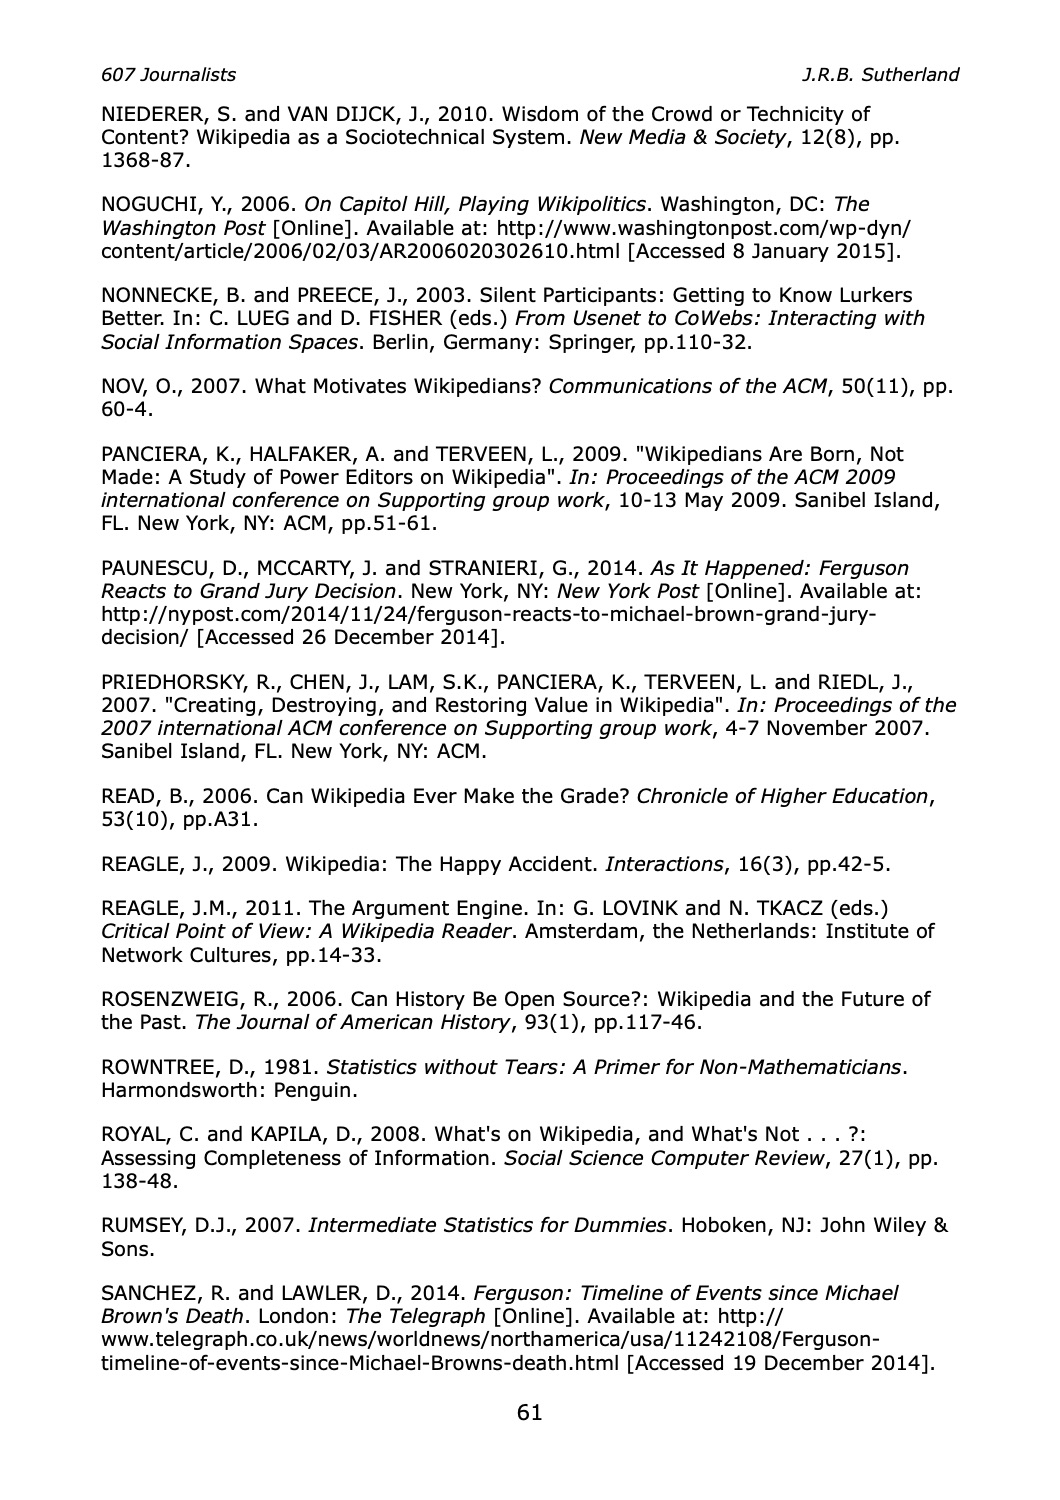 607 Journalists J.R.B. Sutherland
NIEDERER, S. and VAN DIJCK, J., 2010. Wisdom of the Crowd or Technicity of
Content? Wikipedia as a Sociotechnical System. New Media & Society, 12(8), pp.
1368-87.
NOGUCHI, Y., 2006. On Capitol Hill, Playing Wikipolitics. Washington, DC: The
Washington Post [Online]. Available at: http://www.washingtonpost.com/wp-dyn/
content/article/2006/02/03/AR2006020302610.html [Accessed 8 January 2015].
NONNECKE, B. and PREECE, J., 2003. Silent Participants: Getting to Know Lurkers
Better. In: C. LUEG and D. FISHER (eds.) From Usenet to CoWebs: Interacting with
Social Information Spaces. Berlin, Germany: Springer, pp.110-32.
NOV, O., 2007. What Motivates Wikipedians? Communications of the ACM, 50(11), pp.
60-4.
PANCIERA, K., HALFAKER, A. and TERVEEN, L., 2009. "Wikipedians Are Born, Not
Made: A Study of Power Editors on Wikipedia". In: Proceedings of the ACM 2009
international conference on Supporting group work, 10-13 May 2009. Sanibel Island,
FL. New York, NY: ACM, pp.51-61.
PAUNESCU, D., MCCARTY, J. and STRANIERI, G., 2014. As It Happened: Ferguson
Reacts to Grand Jury Decision. New York, NY: New York Post [Online]. Available at:
http://nypost.com/2014/11/24/ferguson-reacts-to-michael-brown-grand-jury-
decision/ [Accessed 26 December 2014].
PRIEDHORSKY, R., CHEN, J., LAM, S.K., PANCIERA, K., TERVEEN, L. and RIEDL, J.,
2007. "Creating, Destroying, and Restoring Value in Wikipedia". In: Proceedings of the
2007 international ACM conference on Supporting group work, 4-7 November 2007.
Sanibel Island, FL. New York, NY: ACM.
READ, B., 2006. Can Wikipedia Ever Make the Grade? Chronicle of Higher Education,
53(10), pp.A31.
REAGLE, J., 2009. Wikipedia: The Happy Accident. Interactions, 16(3), pp.42-5.
REAGLE, J.M., 2011. The Argument Engine. In: G. LOVINK and N. TKACZ (eds.)
Critical Point of View: A Wikipedia Reader. Amsterdam, the Netherlands: Institute of
Network Cultures, pp.14-33.
ROSENZWEIG, R., 2006. Can History Be Open Source?: Wikipedia and the Future of
the Past. The Journal of American History, 93(1), pp.117-46.
ROWNTREE, D., 1981. Statistics without Tears: A Primer for Non-Mathematicians.
Harmondsworth: Penguin.
ROYAL, C. and KAPILA, D., 2008. What's on Wikipedia, and What's Not . . . ?:
Assessing Completeness of Information. Social Science Computer Review, 27(1), pp.
138-48.
RUMSEY, D.J., 2007. Intermediate Statistics for Dummies. Hoboken, NJ: John Wiley &
Sons.
SANCHEZ, R. and LAWLER, D., 2014. Ferguson: Timeline of Events since Michael
Brown's Death. London: The Telegraph [Online]. Available at: http://
www.telegraph.co.uk/news/worldnews/northamerica/usa/11242108/Ferguson-
timeline-of-events-since-Michael-Browns-death.html [Accessed 19 December 2014].
61